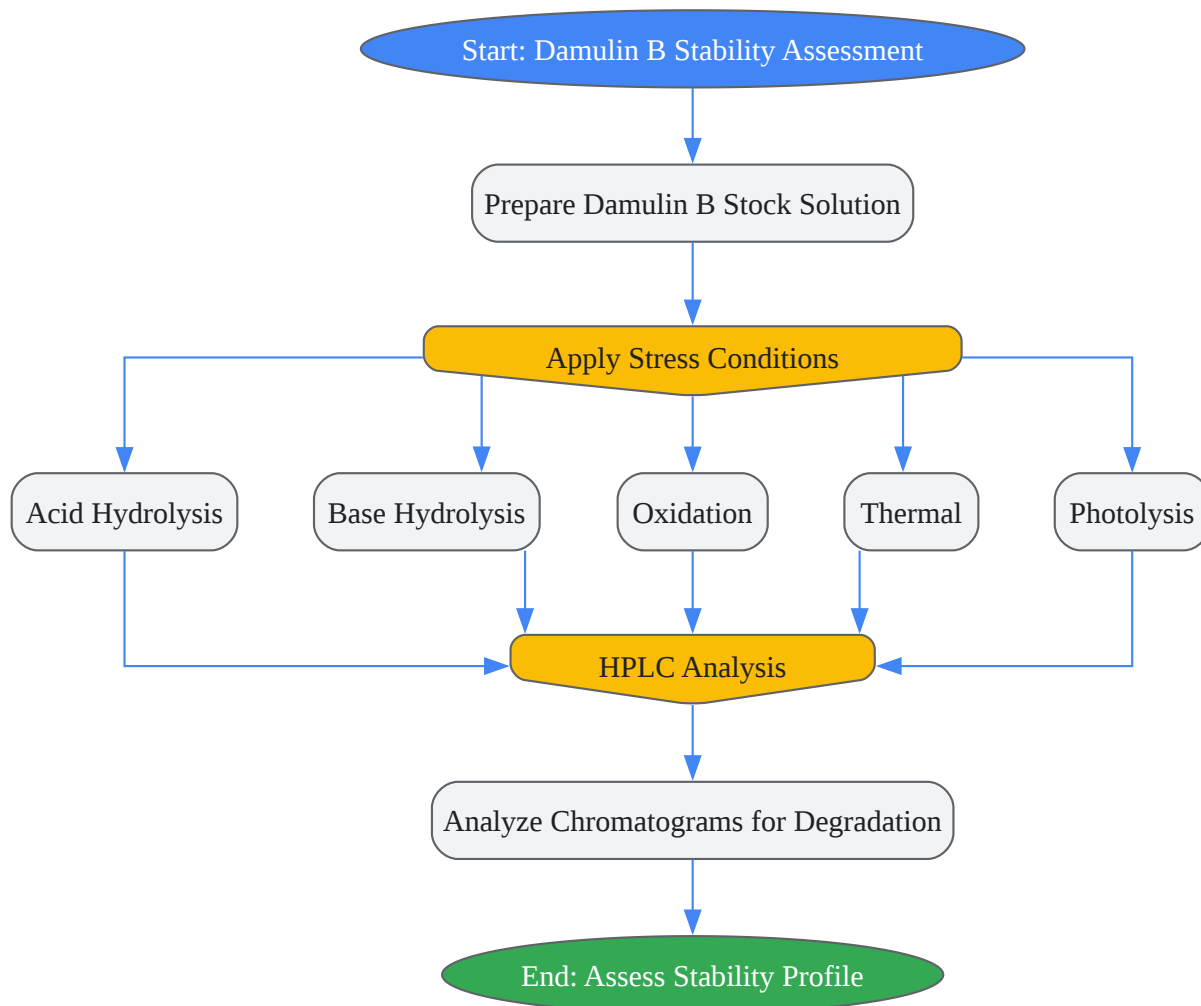 Start: Damulin B Stability Assessment
Prepare Damulin B Stock Solution
Apply Stress Conditions
Acid Hydrolysis
Base Hydrolysis
Oxidation
Thermal
Photolysis
HPLC Analysis
Analyze Chromatograms for Degradation
End: Assess Stability Profile